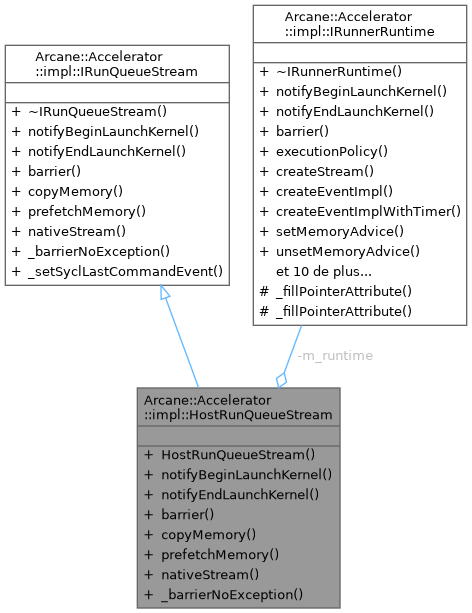 Arcane::Accelerator
::impl::IRunQueueStream
+ ~IRunQueueStream()
+ notifyBeginLaunchKernel()
+ notifyEndLaunchKernel()
+ barrier()
+ copyMemory()
+ prefetchMemory()
+ nativeStream()
+ _barrierNoException()
+ _setSyclLastCommandEvent()
Arcane::Accelerator
::impl::IRunnerRuntime
+ ~IRunnerRuntime()
+ notifyBeginLaunchKernel()
+ notifyEndLaunchKernel()
+ barrier()
+ executionPolicy()
+ createStream()
+ createEventImpl()
+ createEventImplWithTimer()
+ setMemoryAdvice()
+ unsetMemoryAdvice()
et 10 de plus...
# _fillPointerAttribute()
# _fillPointerAttribute()
-m_runtime
Arcane::Accelerator
::impl::HostRunQueueStream
+ HostRunQueueStream()
+ notifyBeginLaunchKernel()
+ notifyEndLaunchKernel()
+ barrier()
+ copyMemory()
+ prefetchMemory()
+ nativeStream()
+ _barrierNoException()